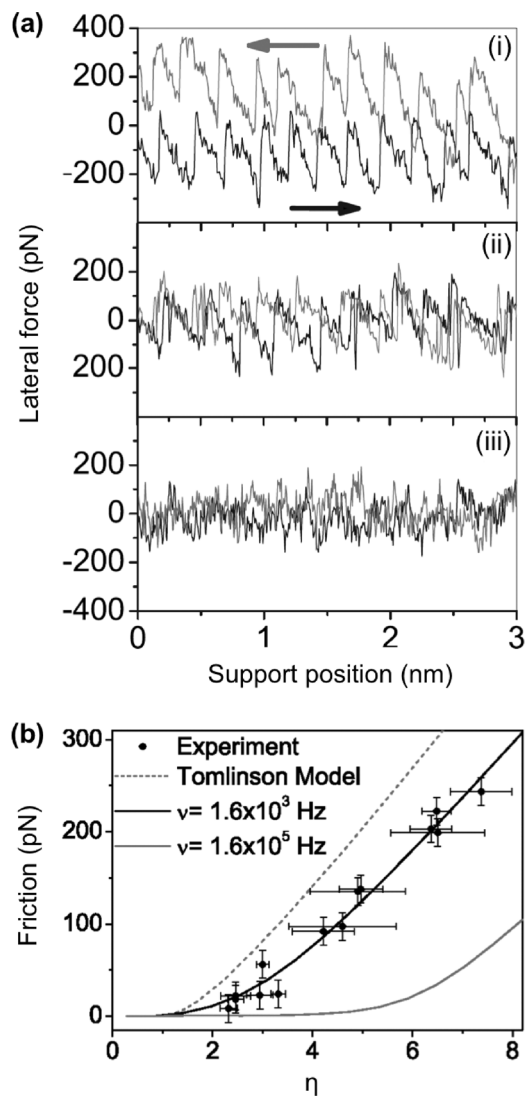 (a)
400
(i)
200
0
-200
(ii)
200
0
200
(iii)
200
0
-200
-400
0
1
2
3
Lateral force (pN)
Support position (nm)
(b)
300
Experiment
Tomlinson Model
ν= 1.6x10³ Hz
ν= 1.6x10⁵ Hz
200
100
0
Friction (pN)
0
2
4
6
8
η